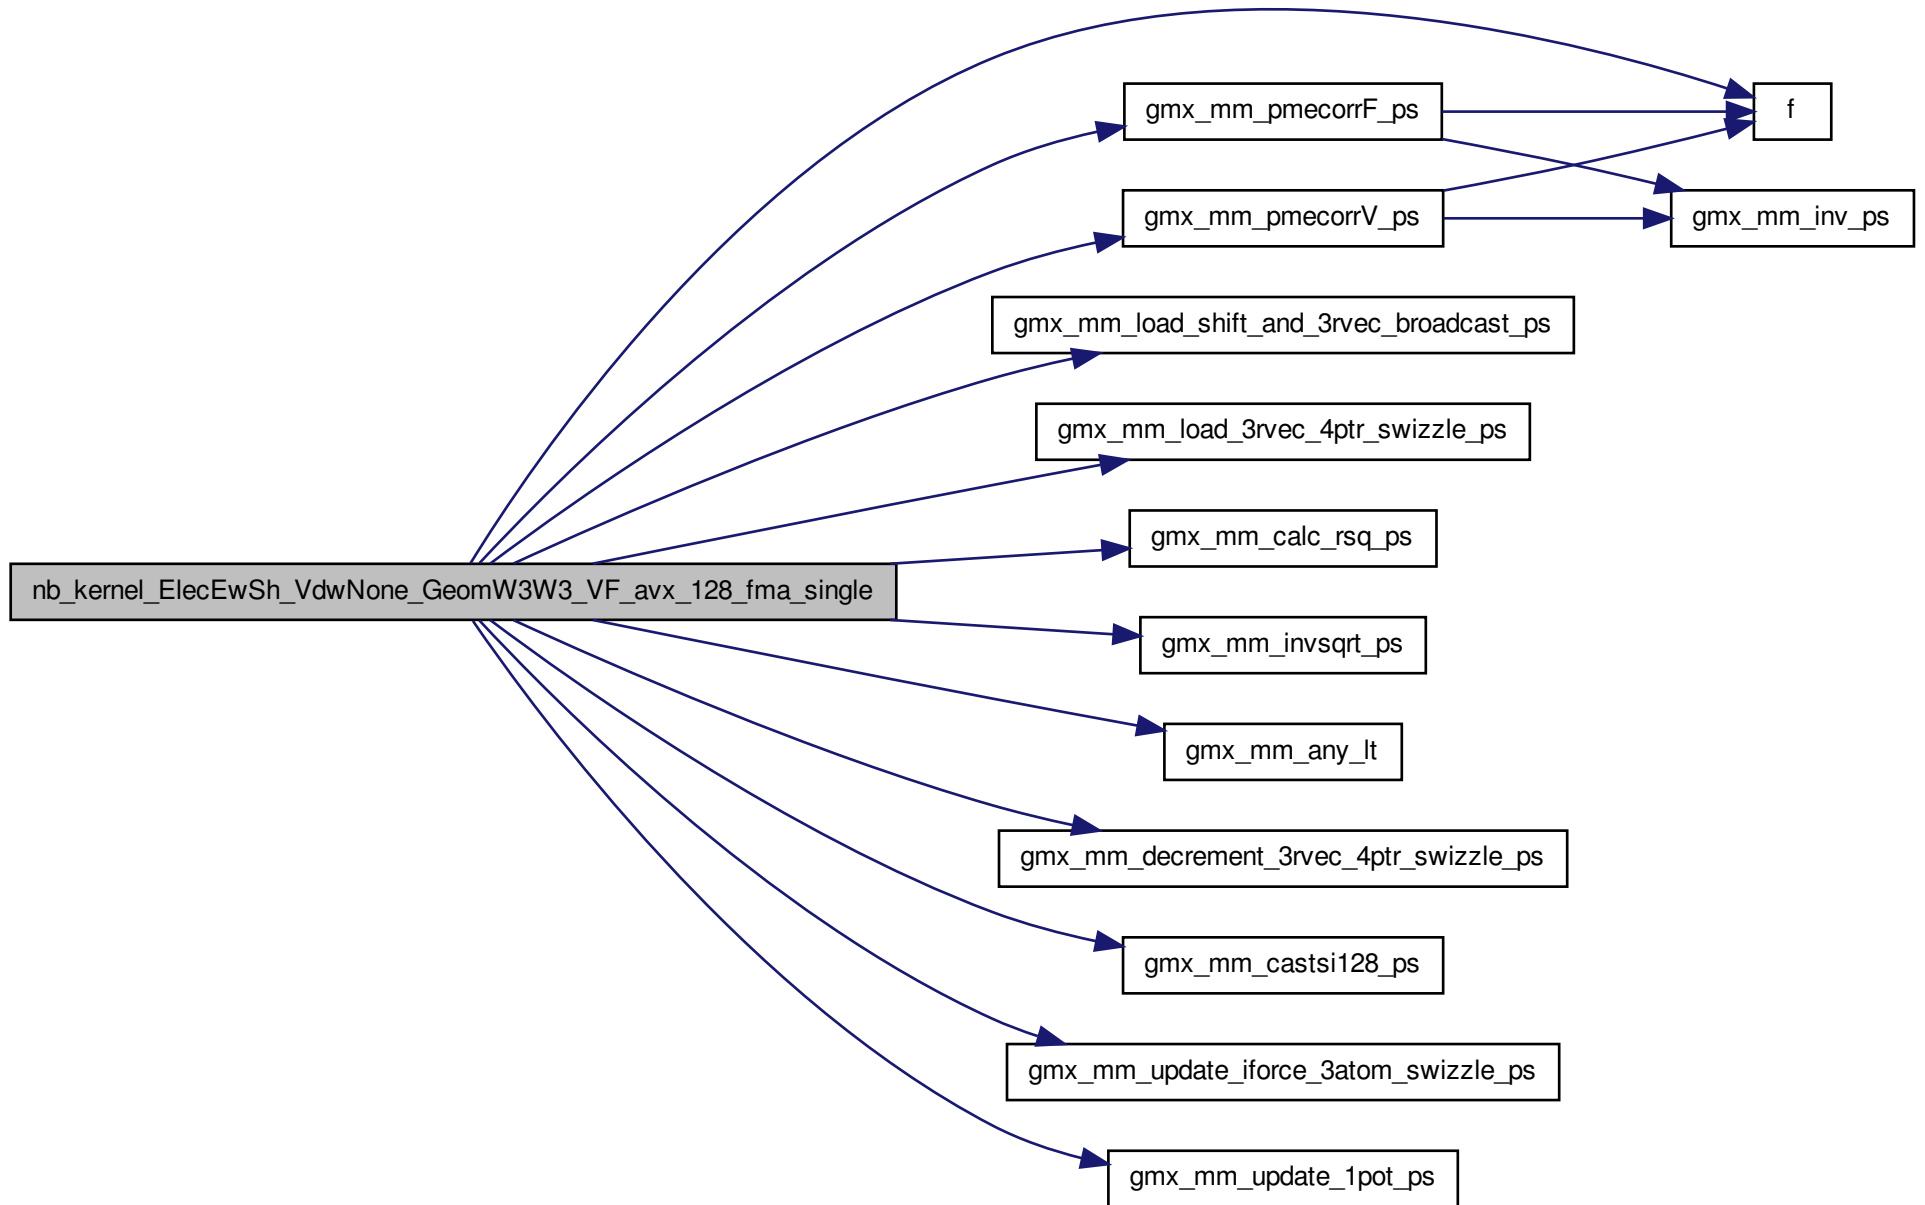 nb_kernel_ElecEwSh_VdwNone_GeomW3W3_VF_avx_128_fma_single
f
gmx_mm_pmecorrF_ps
gmx_mm_pmecorrV_ps
gmx_mm_inv_ps
gmx_mm_load_shift_and_3rvec_broadcast_ps
gmx_mm_load_3rvec_4ptr_swizzle_ps
gmx_mm_calc_rsq_ps
gmx_mm_invsqrt_ps
gmx_mm_any_lt
gmx_mm_decrement_3rvec_4ptr_swizzle_ps
gmx_mm_castsi128_ps
gmx_mm_update_iforce_3atom_swizzle_ps
gmx_mm_update_1pot_ps